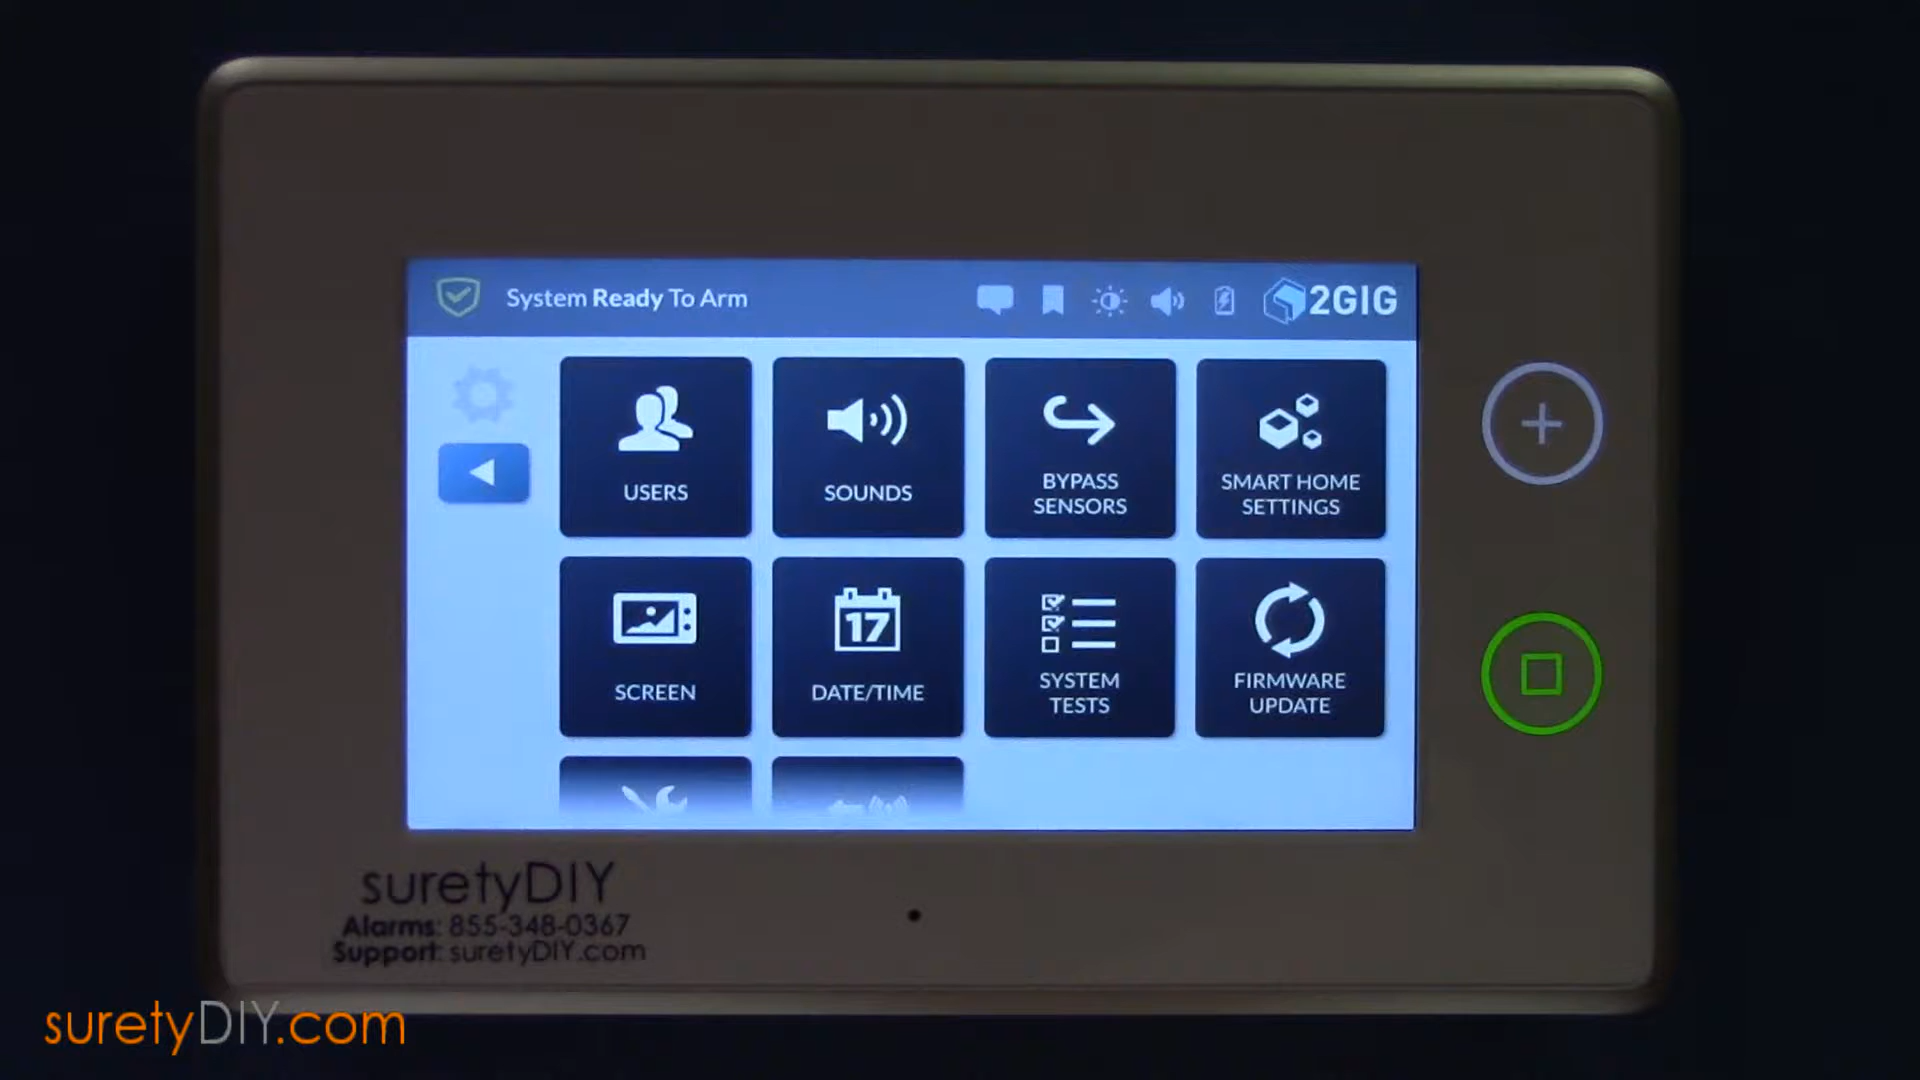 System Ready To Arm
2GIG
USERS
SOUNDS
BYPASS
SENSORS
SMART HOME
SETTINGS
SCREEN
17
DATE/TIME
SYSTEM
TESTS
FIRMWARE
UPDATE
suretyDIY
Alarms: 855-348-0367
Support: suretyDIY.com
suretyDIY.com